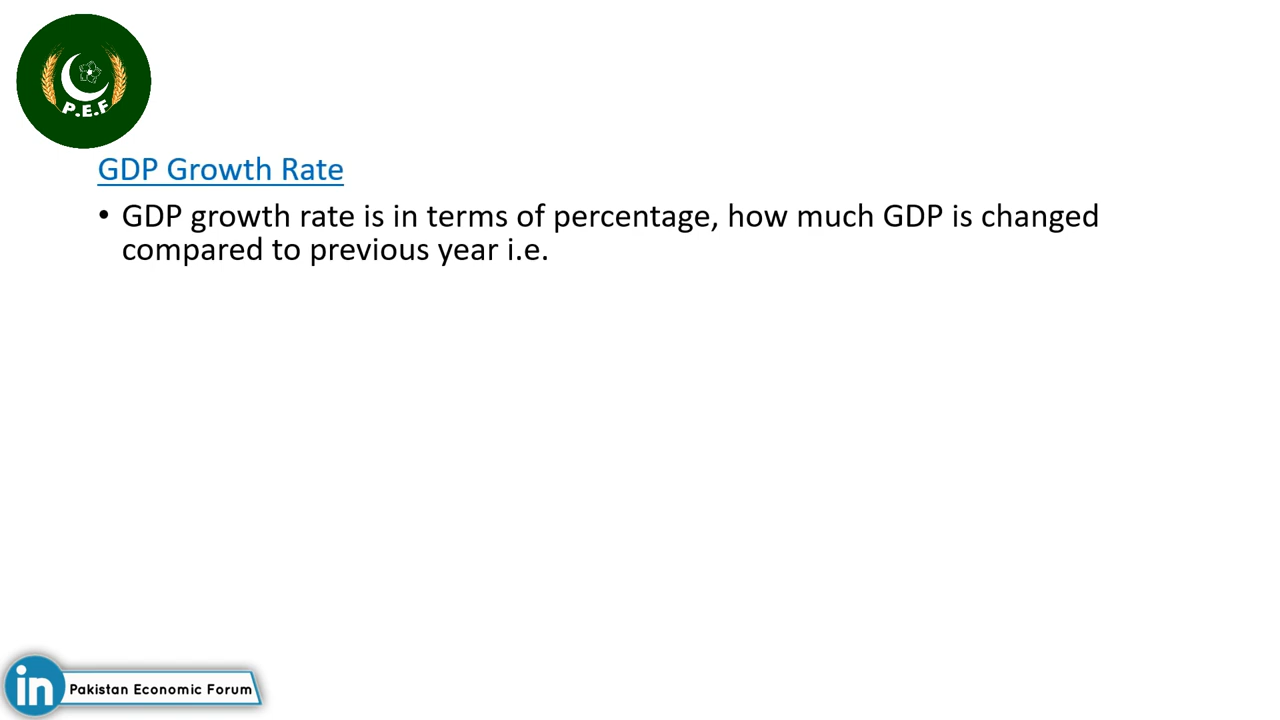 P.E.F
GDP Growth Rate
• GDP growth rate is in terms of percentage, how much GDP is changed
compared to previous year i.e.
in Pakistan Economic Forum